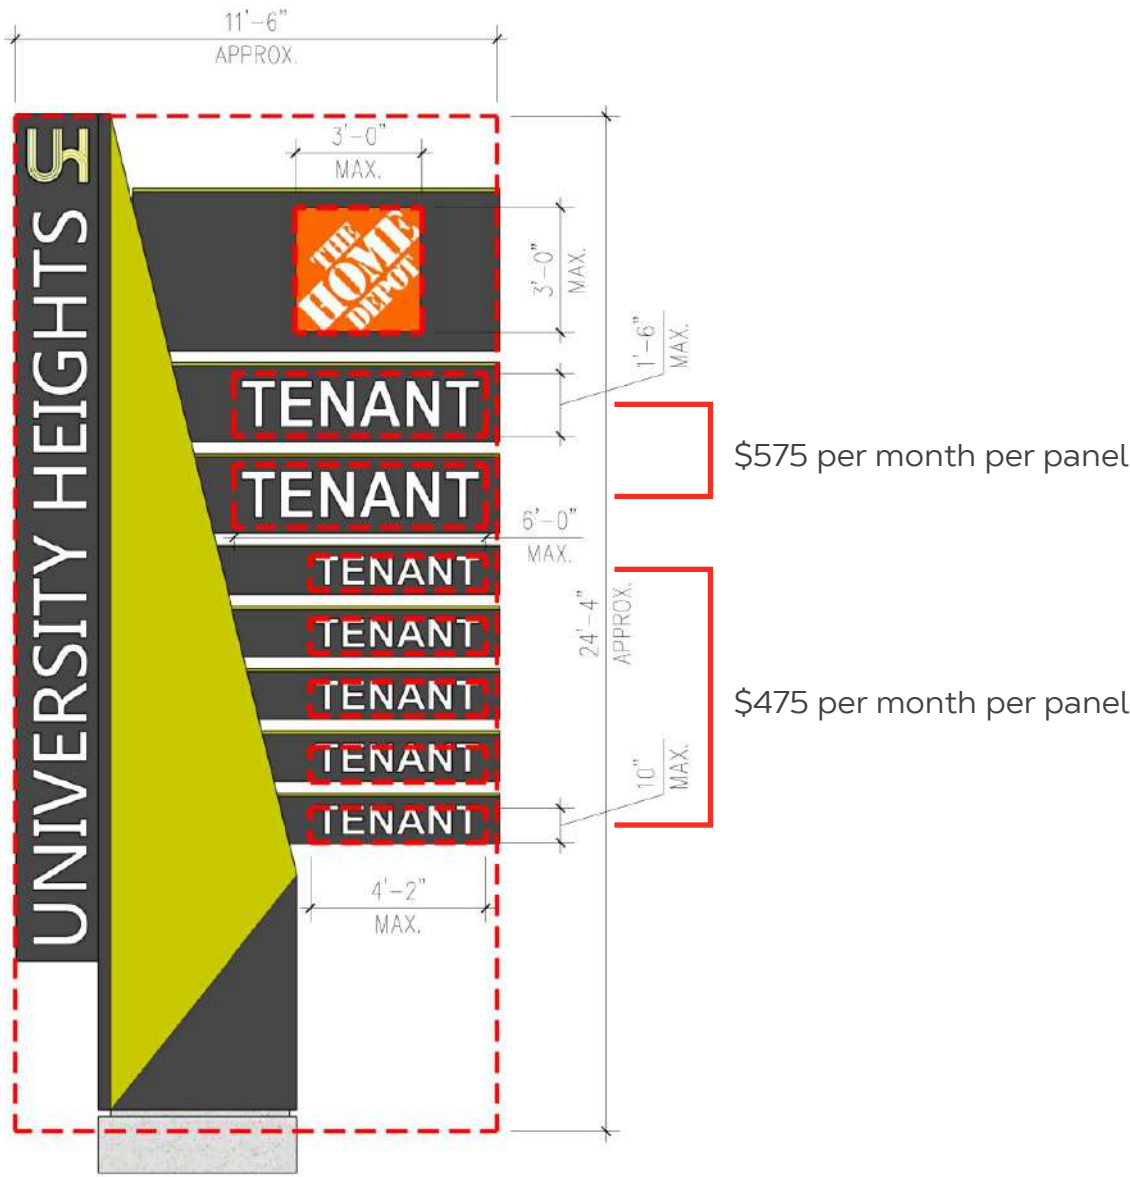 11'-6"
APPROX.
UNIVERSITY HEIGHTS UH
3'-0"
MAX.
THE
HOME
DEPOT
3'-0"
MAX.
1'-6"
MAX.
TENANT
$575 per month per panel
TENANT
6'-0"
MAX.
TENANT
24'-4"
APPROX.
TENANT
TENANT
$475 per month per panel
TENANT
10"
MAX.
TENANT
4'-2"
MAX.